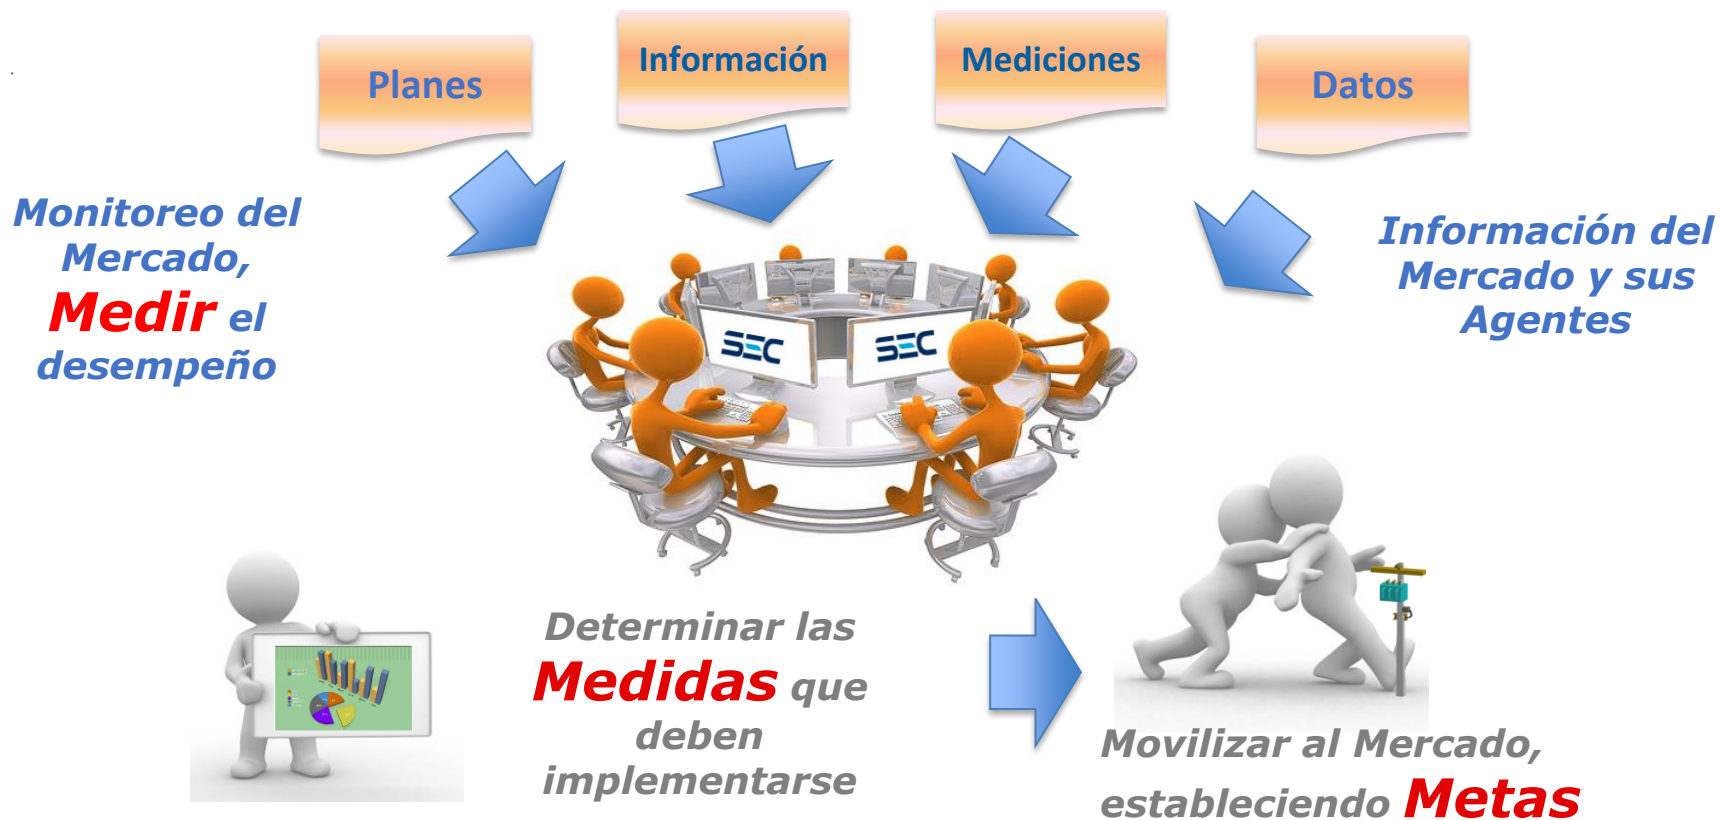 Planes
Información
Mediciones
Datos
.
Monitoreo del
Mercado,
Medir el
desempeño
Información del
Mercado y sus
Agentes
SEC
SEC
Determinar las
Medidas que
deben
implementarse
Movilizar al Mercado,
estableciendo Metas